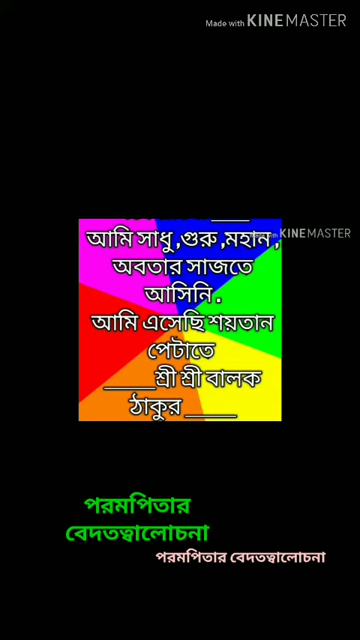 Made with KINEMASTER
আমি সাধু ,গুরু ,মহান ,
KINEMASTER
অবতার সাজতে
আসিনি .
আমি এসেছি শয়তান
পেটাতে
_____শ্রী শ্রী বালক
ঠাকুর _____
পরমপিতার
বেদতত্বালোচনা
পরমপিতার বেদতত্বালোচনা